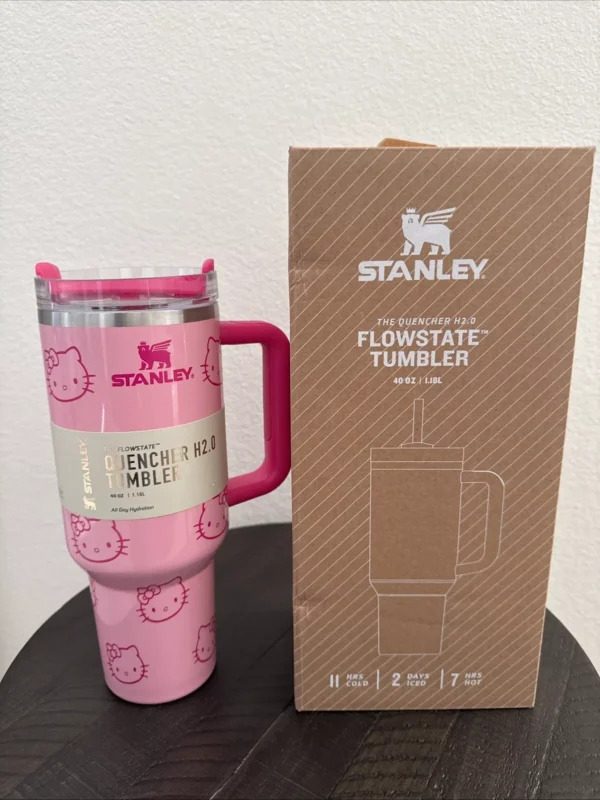 STANLEY.
THE FLOWSTATE™
QUENCHER H2.0
TUMBLER
40 OZ | 1.18L
All Day Hydration
STANLEY
STANLEY.
THE QUENCHER H2.0
FLOWSTATE™
TUMBLER
40 OZ | 1.18L
11 HRS COLD | 2 DAYS ICED | 7 HRS HOT